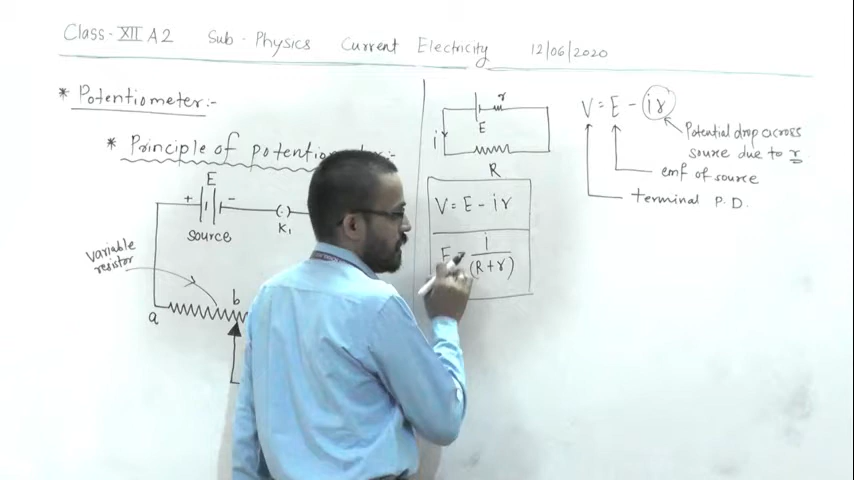 Class - XII A2 Sub - Physics Current Electricity 12/06/2020
* Potentiometer:-
* Principle of potentiometer:-
E
+ -
source
K₁
variable
resistor
a
b
r
E
i
R
V = E - ir
E = i
(R + r)
V = E - ir
Potential drop across
source due to r
emf of source
terminal P.D.